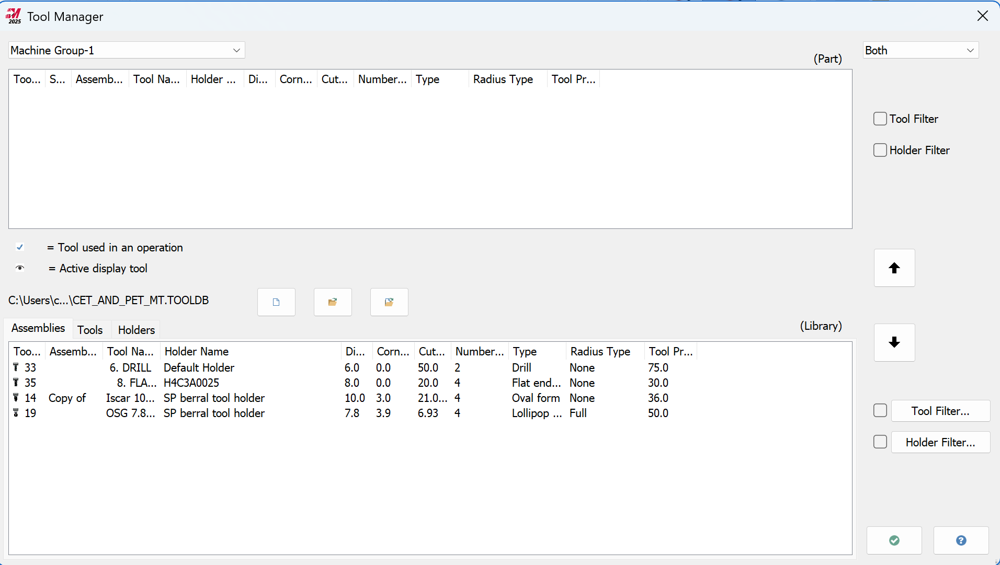 2025 Tool Manager
Machine Group-1
(Part)
Both
Too... S... Assemb... Tool Na... Holder ... Di... Corn... Cut... Number... Type Radius Type Tool Pr...
Tool Filter
Holder Filter
= Tool used in an operation
= Active display tool
C:\Users\c...\CET_AND_PET_MT.TOOLDB
Assemblies Tools Holders
(Library)
Too... Assemb... Tool Na... Holder Name Di... Corn... Cut... Number... Type Radius Type Tool Pr...
33 6. DRILL Default Holder 6.0 0.0 50.0 2 Drill None 75.0
35 8. FLA... H4C3A0025 8.0 0.0 20.0 4 Flat end... None 30.0
14 Copy of Iscar 10... SP berral tool holder 10.0 3.0 21.0... 4 Oval form None 36.0
19 OSG 7.8... SP berral tool holder 7.8 3.9 6.93 4 Lollipop ... Full 50.0
Tool Filter...
Holder Filter...